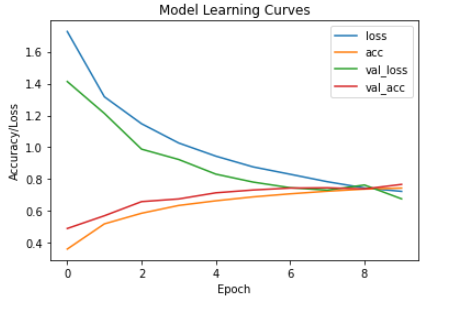 Model Learning Curves
loss
acc
val_loss
val_acc
Accuracy/Loss
1.6
1.4
1.2
1.0
0.8
0.6
0.4
0 2 4 6 8
Epoch